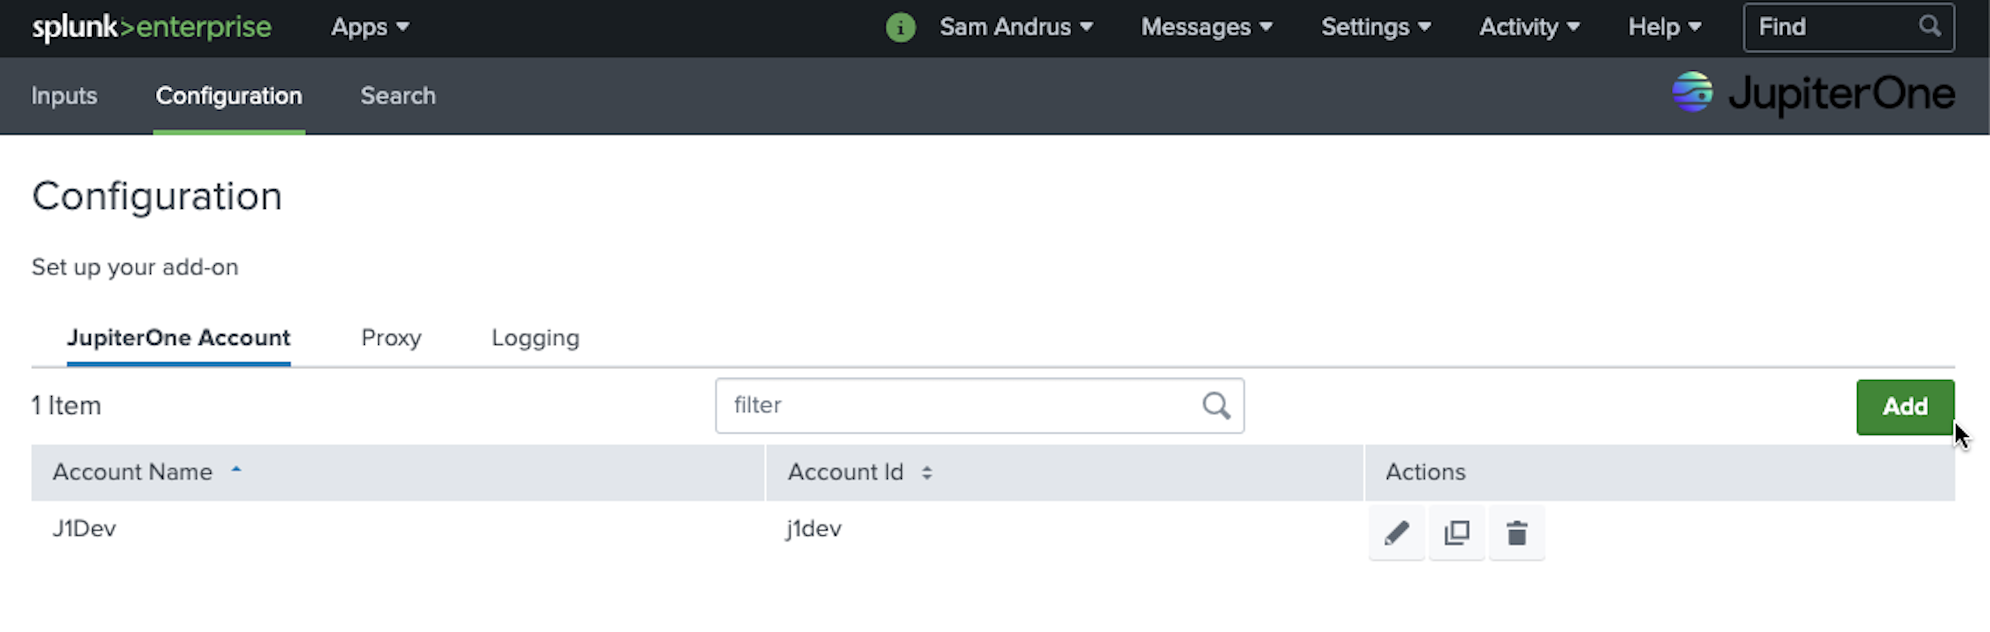 splunk>enterprise Apps i Sam Andrus Messages Settings Activity Help Find
Inputs Configuration Search JupiterOne
Configuration
Set up your add-on
JupiterOne Account Proxy Logging
1 Item filter Add
Account Name Account Id Actions
J1Dev j1dev